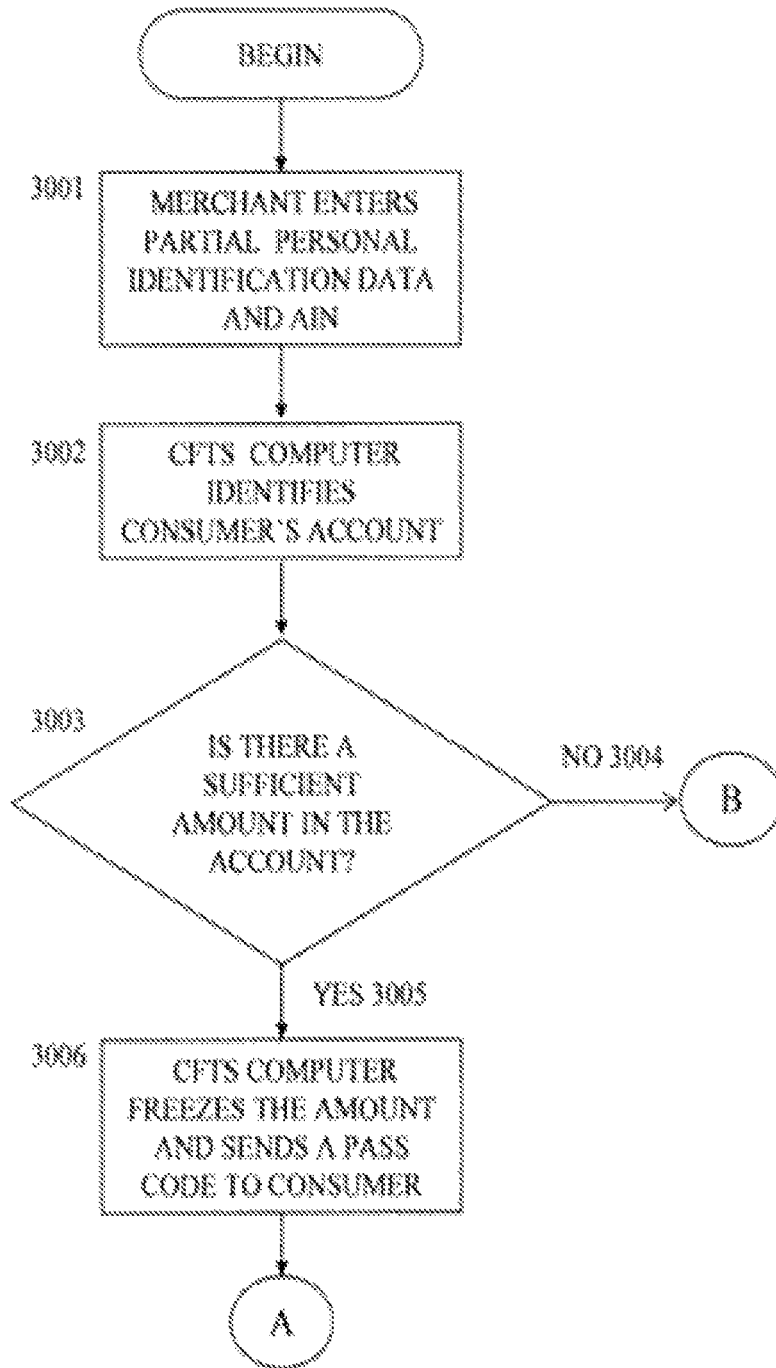 BEGIN
3001
MERCHANT ENTERS
PARTIAL PERSONAL
IDENTIFICATION DATA
AND AIN
3002
CFTS COMPUTER
IDENTIFIES
CONSUMER`S ACCOUNT
3003
IS THERE A
SUFFICIENT
AMOUNT IN THE
ACCOUNT?
NO 3004
B
YES 3005
3006
CFTS COMPUTER
FREEZES THE AMOUNT
AND SENDS A PASS
CODE TO CONSUMER
A